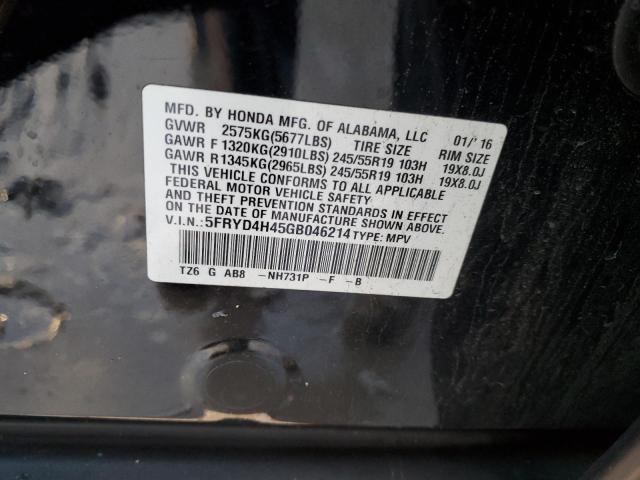 MFD. BY HONDA MFG. OF ALABAMA, LLC 01/'16
GVWR 2575KG(5677LBS) TIRE SIZE RIM SIZE
GAWR F 1320KG(2910LBS) 245/55R19 103H 19X8.0J
GAWR R 1345KG(2965LBS) 245/55R19 103H 19X8.0J
THIS VEHICLE CONFORMS TO ALL APPLICABLE
FEDERAL MOTOR VEHICLE SAFETY
AND THEFT PREVENTION STANDARDS IN EFFECT
ON THE DATE OF MANUFACTURE SHOWN ABOVE.
V.I.N.:5FRYD4H45GB046214 TYPE: MPV
TZ6 G AB8 -NH731P -F -B